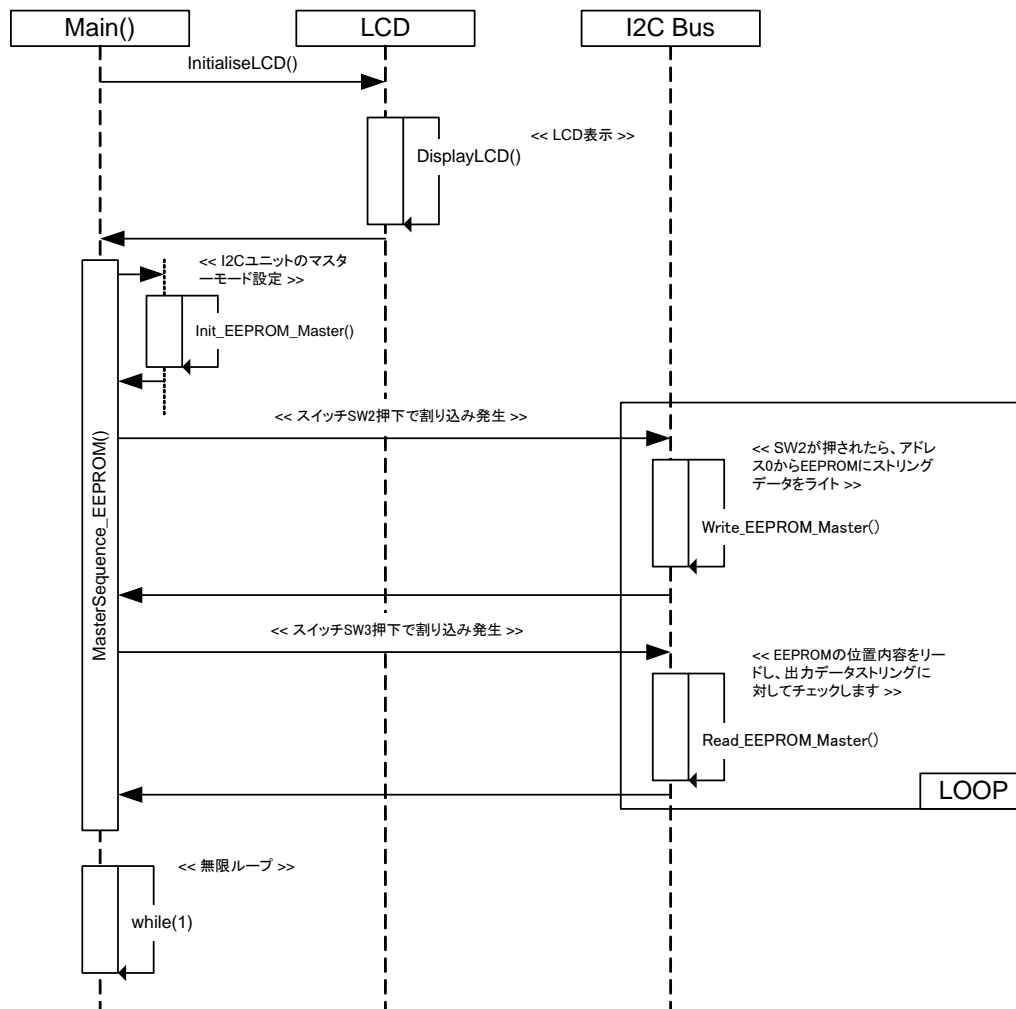 Main()
LCD
I2C Bus
InitialiseLCD()
<< LCD表示 >>
DisplayLCD()
<< I2Cユニットのマスタ
ーモード設定 >>
Init_EEPROM_Master()
MasterSequence_EEPROM()
<< スイッチSW2押下で割り込み発生 >>
<< SW2が押されたら、アドレ
ス0からEEPROMにストリング
データをライト >>
Write_EEPROM_Master()
<< スイッチSW3押下で割り込み発生 >>
<< EEPROMの位置内容をリー
ドし、出力データストリングに
対してチェックします >>
Read_EEPROM_Master()
LOOP
<< 無限ループ >>
while(1)